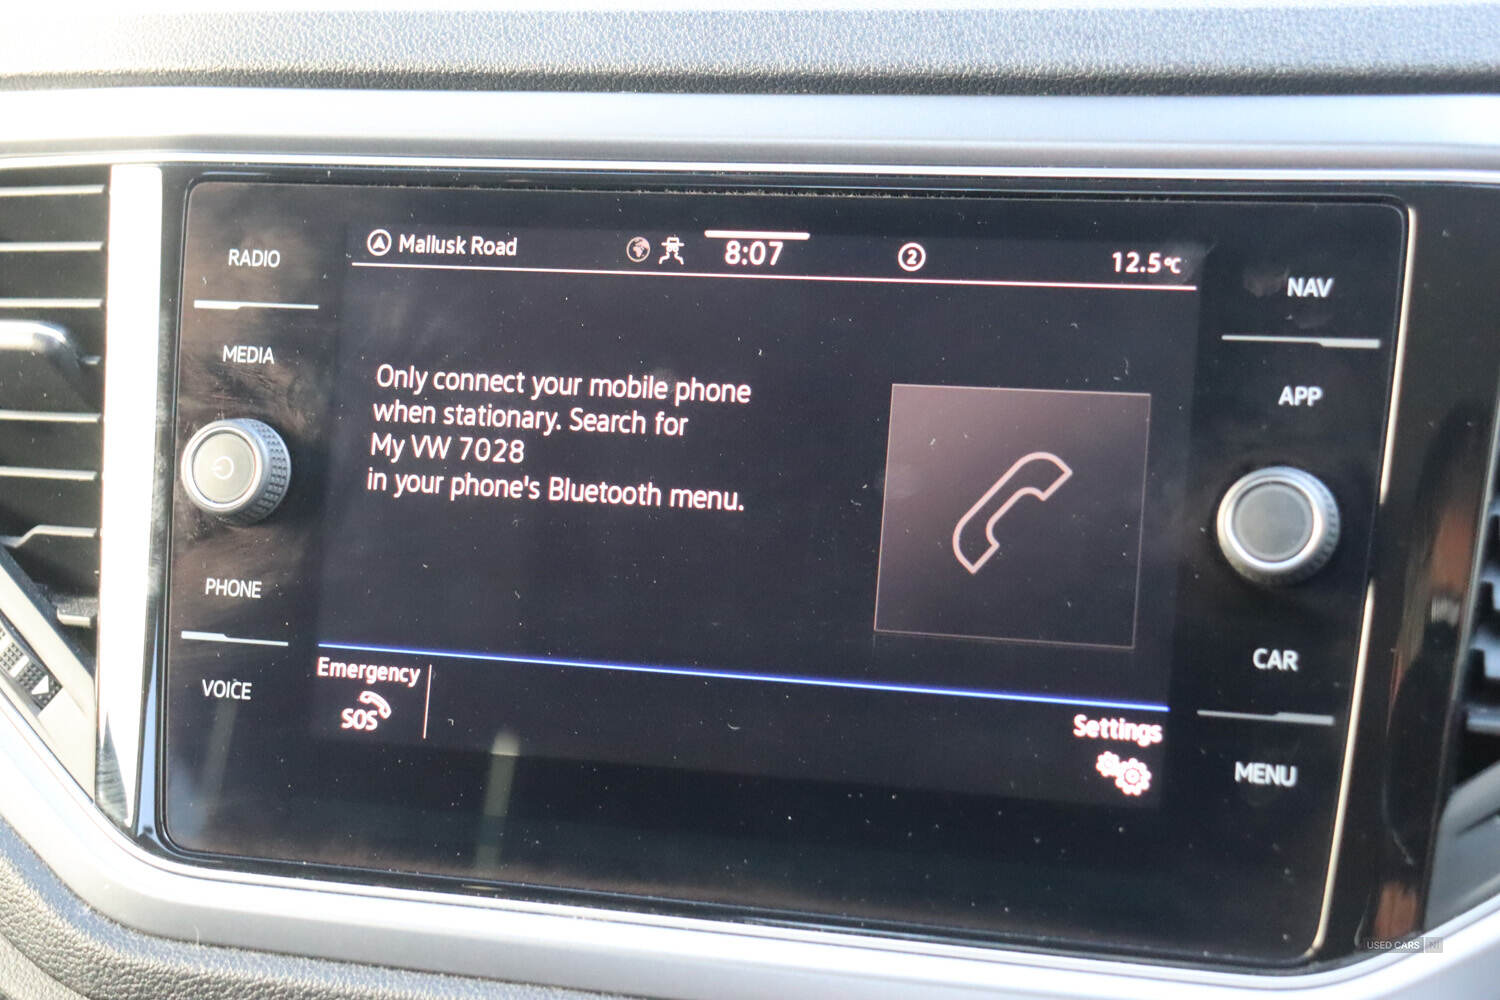 Mallusk Road
8:07
2
12.5°C
RADIO
MEDIA
PHONE
VOICE
Only connect your mobile phone
when stationary. Search for
My VW 7028
in your phone's Bluetooth menu.
Emergency
SOS
Settings
NAV
APP
CAR
MENU
USED CARS NI